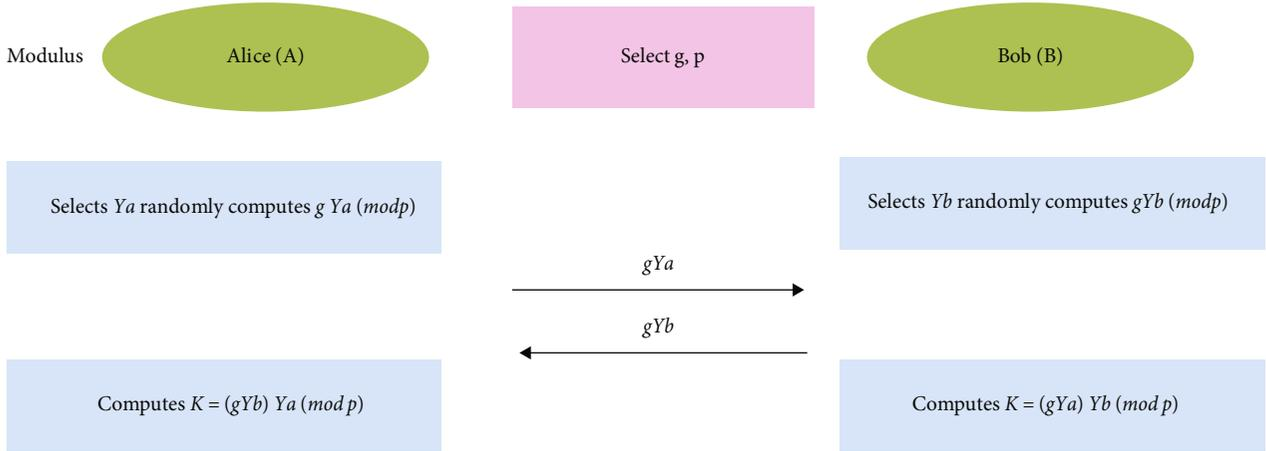 Modulus
Alice (A)
Select g, p
Bob (B)
Selects Ya randomly computes g Ya (modp)
Selects Yb randomly computes gYb (modp)
gYa
gYb
Computes K = (gYb) Ya (mod p)
Computes K = (gYa) Yb (mod p)